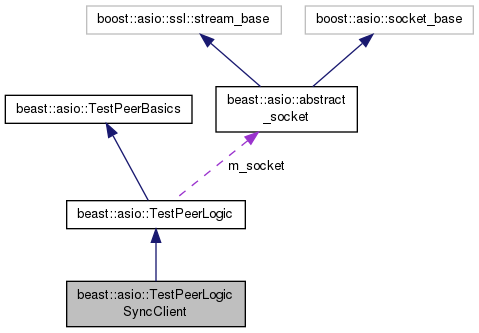 boost::asio::ssl::stream_base
boost::asio::socket_base
beast::asio::TestPeerBasics
beast::asio::abstract
_socket
m_socket
beast::asio::TestPeerLogic
beast::asio::TestPeerLogic
SyncClient